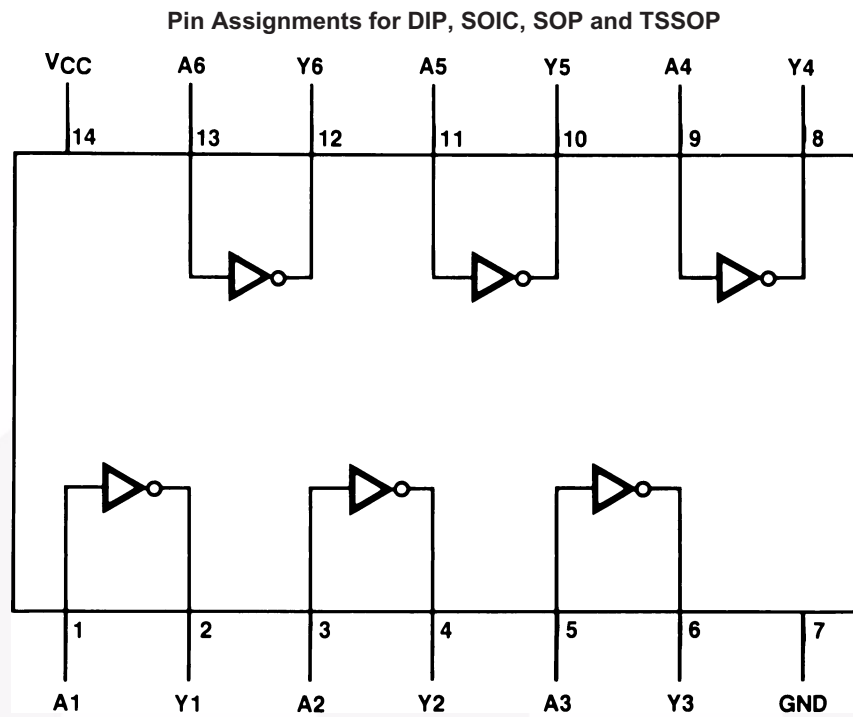 Pin Assignments for DIP, SOIC, SOP and TSSOP
VCC A6 Y6 A5 Y5 A4 Y4
14 13 12 11 10 9 8
1 2 3 4 5 6 7
A1 Y1 A2 Y2 A3 Y3 GND